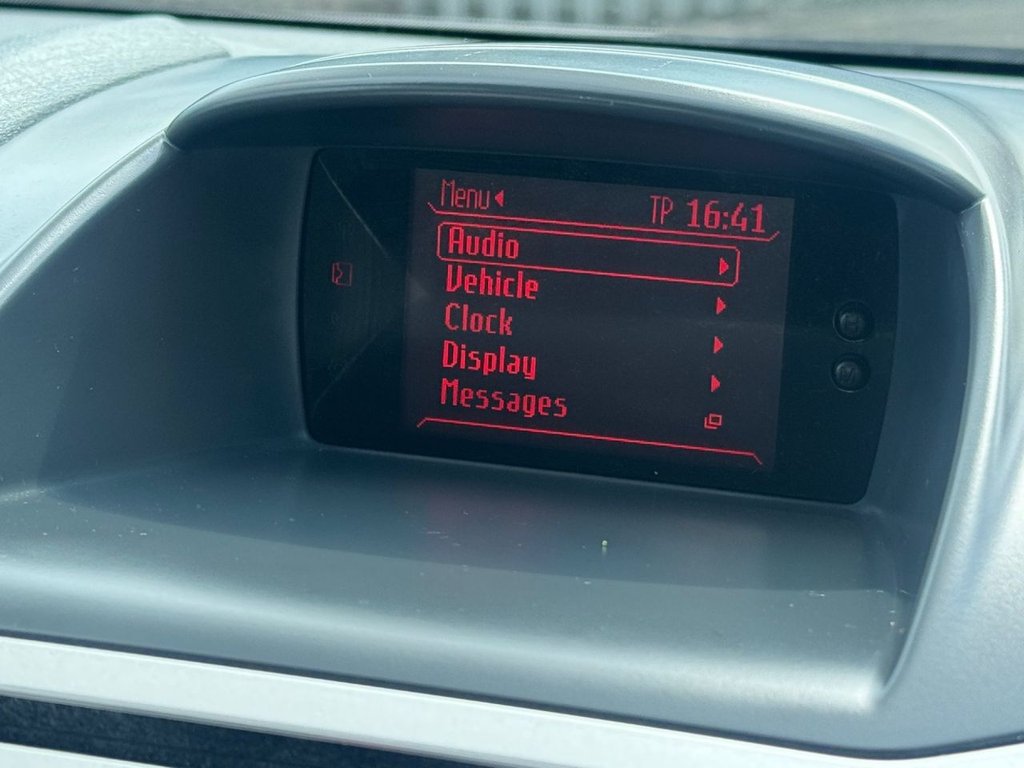 Menu
TP 16:41
Audio
Vehicle
Clock
Display
Messages